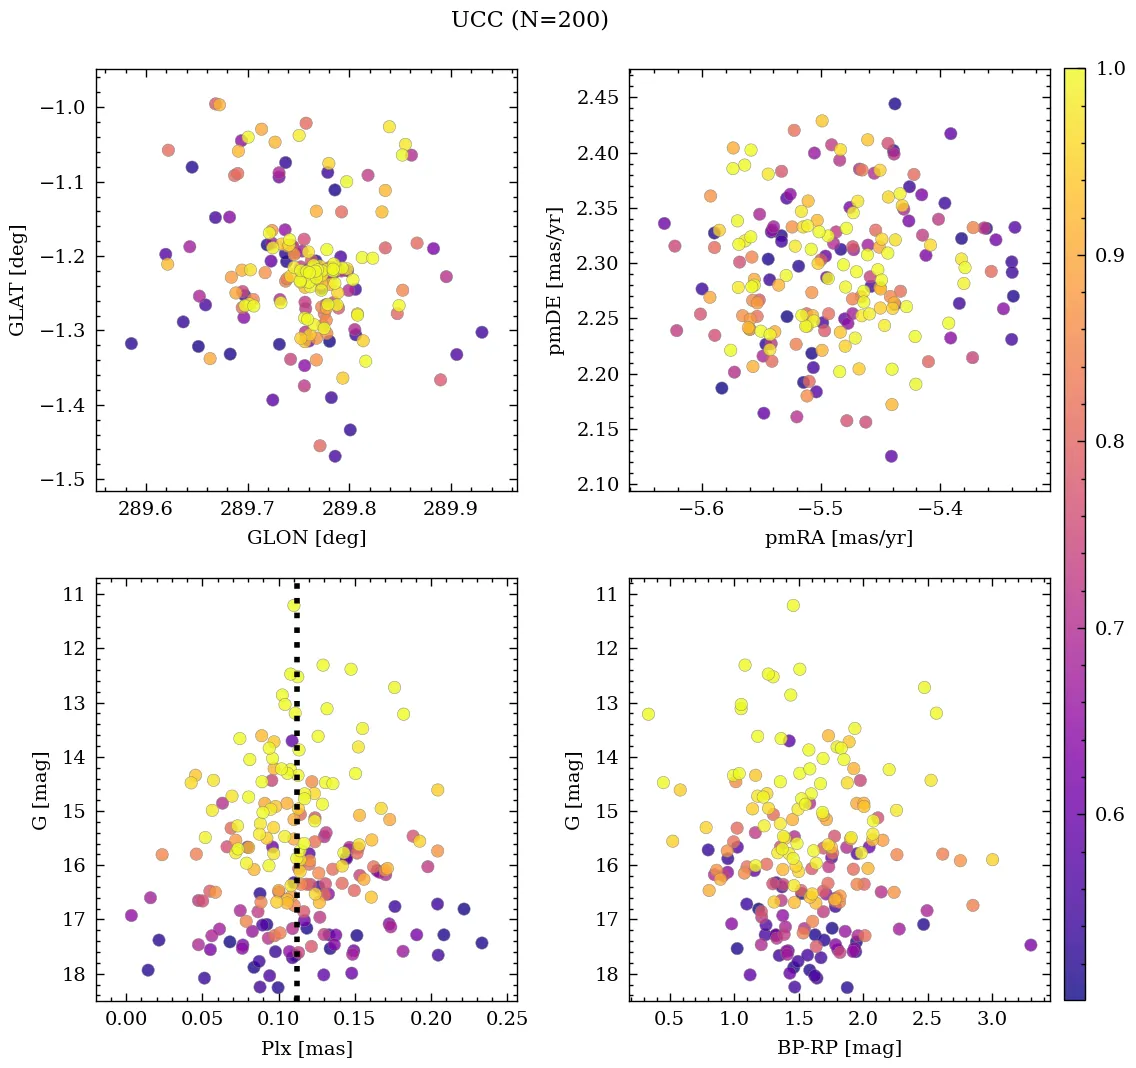 UCC (N=200)
−1.0
−1.1
−1.2
−1.3
−1.4
−1.5
GLAT [deg]
289.6 289.7 289.8 289.9
GLON [deg]
2.45
2.40
2.35
2.30
2.25
2.20
2.15
2.10
pmDE [mas/yr]
−5.6 −5.5 −5.4
pmRA [mas/yr]
1.0
0.9
0.8
0.7
0.6
11
12
13
14
15
16
17
18
G [mag]
0.00 0.05 0.10 0.15 0.20 0.25
Plx [mas]
11
12
13
14
15
16
17
18
G [mag]
0.5 1.0 1.5 2.0 2.5 3.0
BP-RP [mag]